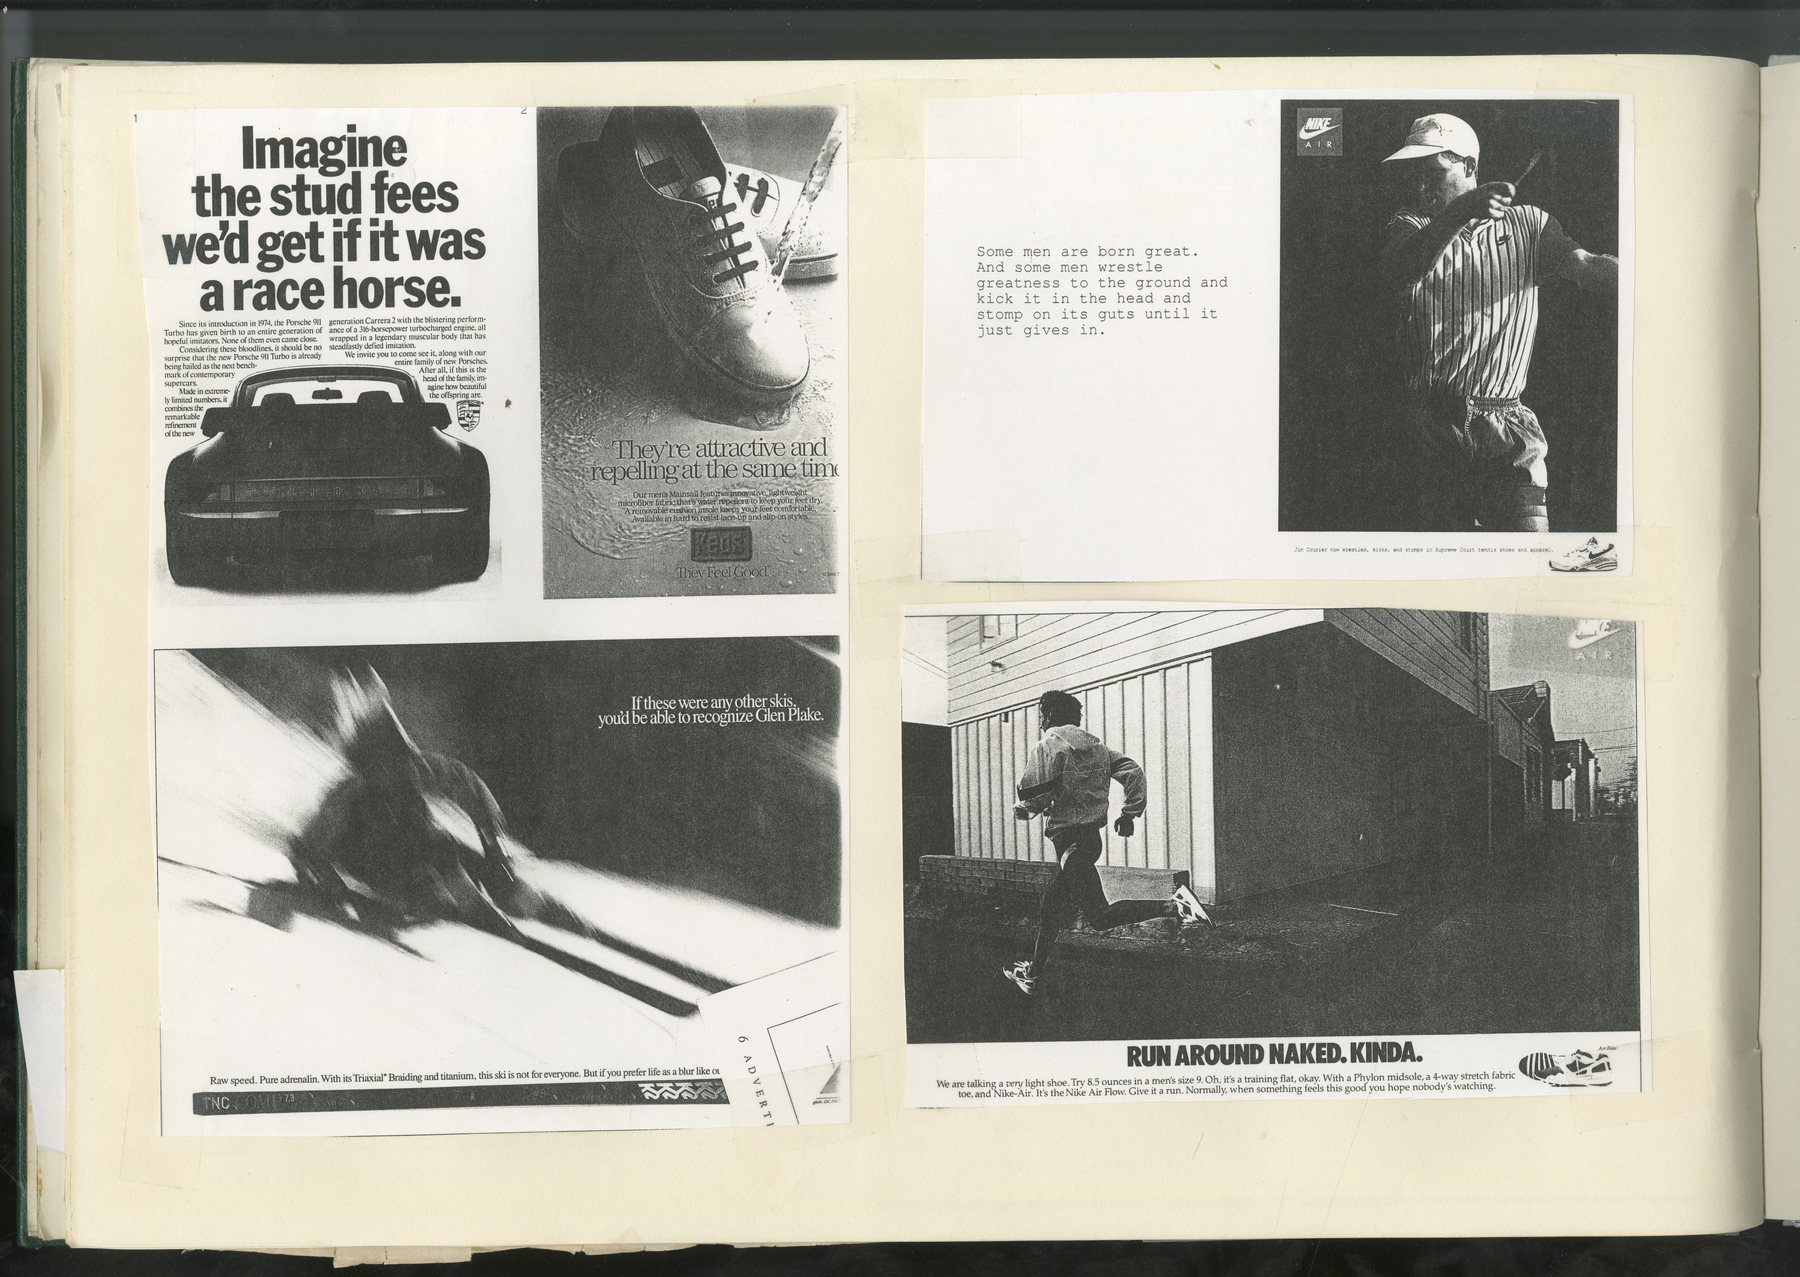 1
Imagine
the stud fees
we'd get if it was
a race horse.
Since its introduction in 1974, the Porsche 911
Turbo has given birth to an entire generation of
hopeful imitators. None of them even came close.
Considering these bloodlines, it should be no
surprise that the new Porsche 911 Turbo is already
being hailed as the next bench-
mark of contemporary
supercars.
Made in extreme-
ly limited numbers, it
combines the
remarkable
refinement
of the new
generation Carrera 2 with the blistering perform-
ance of a 316-horsepower turbocharged engine, all
wrapped in a legendary muscular body that has
steadfastly defied imitation.
We invite you to come see it, along with our
entire family of new Porsches.
After all, if this is the
head of the family, im-
agine how beautiful
the offspring are.
2
They're attractive and
repelling at the same time
Our men's Mainsail features innovative, lightweight
microfiber fabric; that's water repellent to keep your feet dry.
A removable cushion insole keeps your feet comfortable.
Available in hard to resist lace-up and slip-on styles.
Keds
They Feel Good.
If these were any other skis,
you'd be able to recognize Glen Plake.
Raw speed. Pure adrenalin. With its Triaxial Braiding and titanium, this ski is not for everyone. But if you prefer life as a blur like ou
TNC COMP 7.3
6 ADVERTI
NIKE
AIR
Some men are born great.
And some men wrestle
greatness to the ground and
kick it in the head and
stomp on its guts until it
just gives in.
Jim Courier now wrestles, kicks, and stomps in Supreme Court tennis shoes and apparel.
AIR
RUN AROUND NAKED. KINDA.
Air Flow
We are talking a very light shoe. Try 8.5 ounces in a men's size 9. Oh, it's a training flat, okay. With a Phylon midsole, a 4-way stretch fabric
toe, and Nike-Air. It's the Nike Air Flow. Give it a run. Normally, when something feels this good you hope nobody's watching.